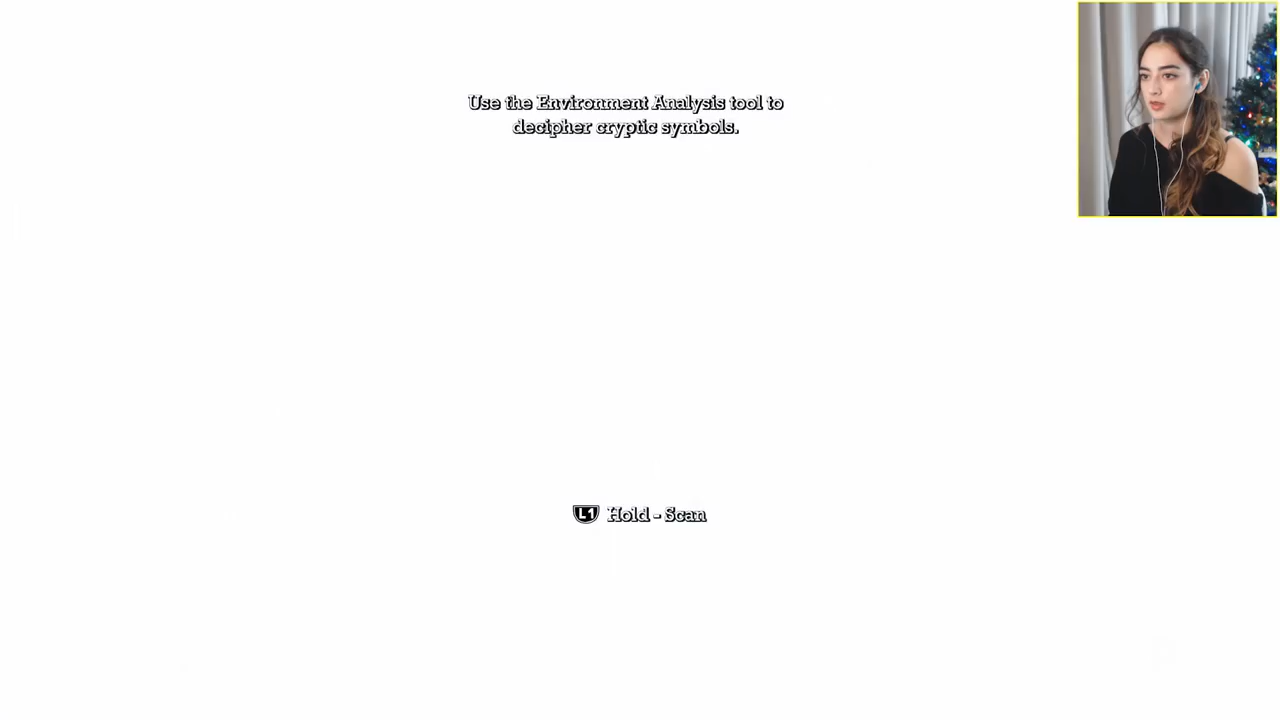 Use the Environment Analysis tool to
decipher cryptic symbols.
L1 Hold - Scan